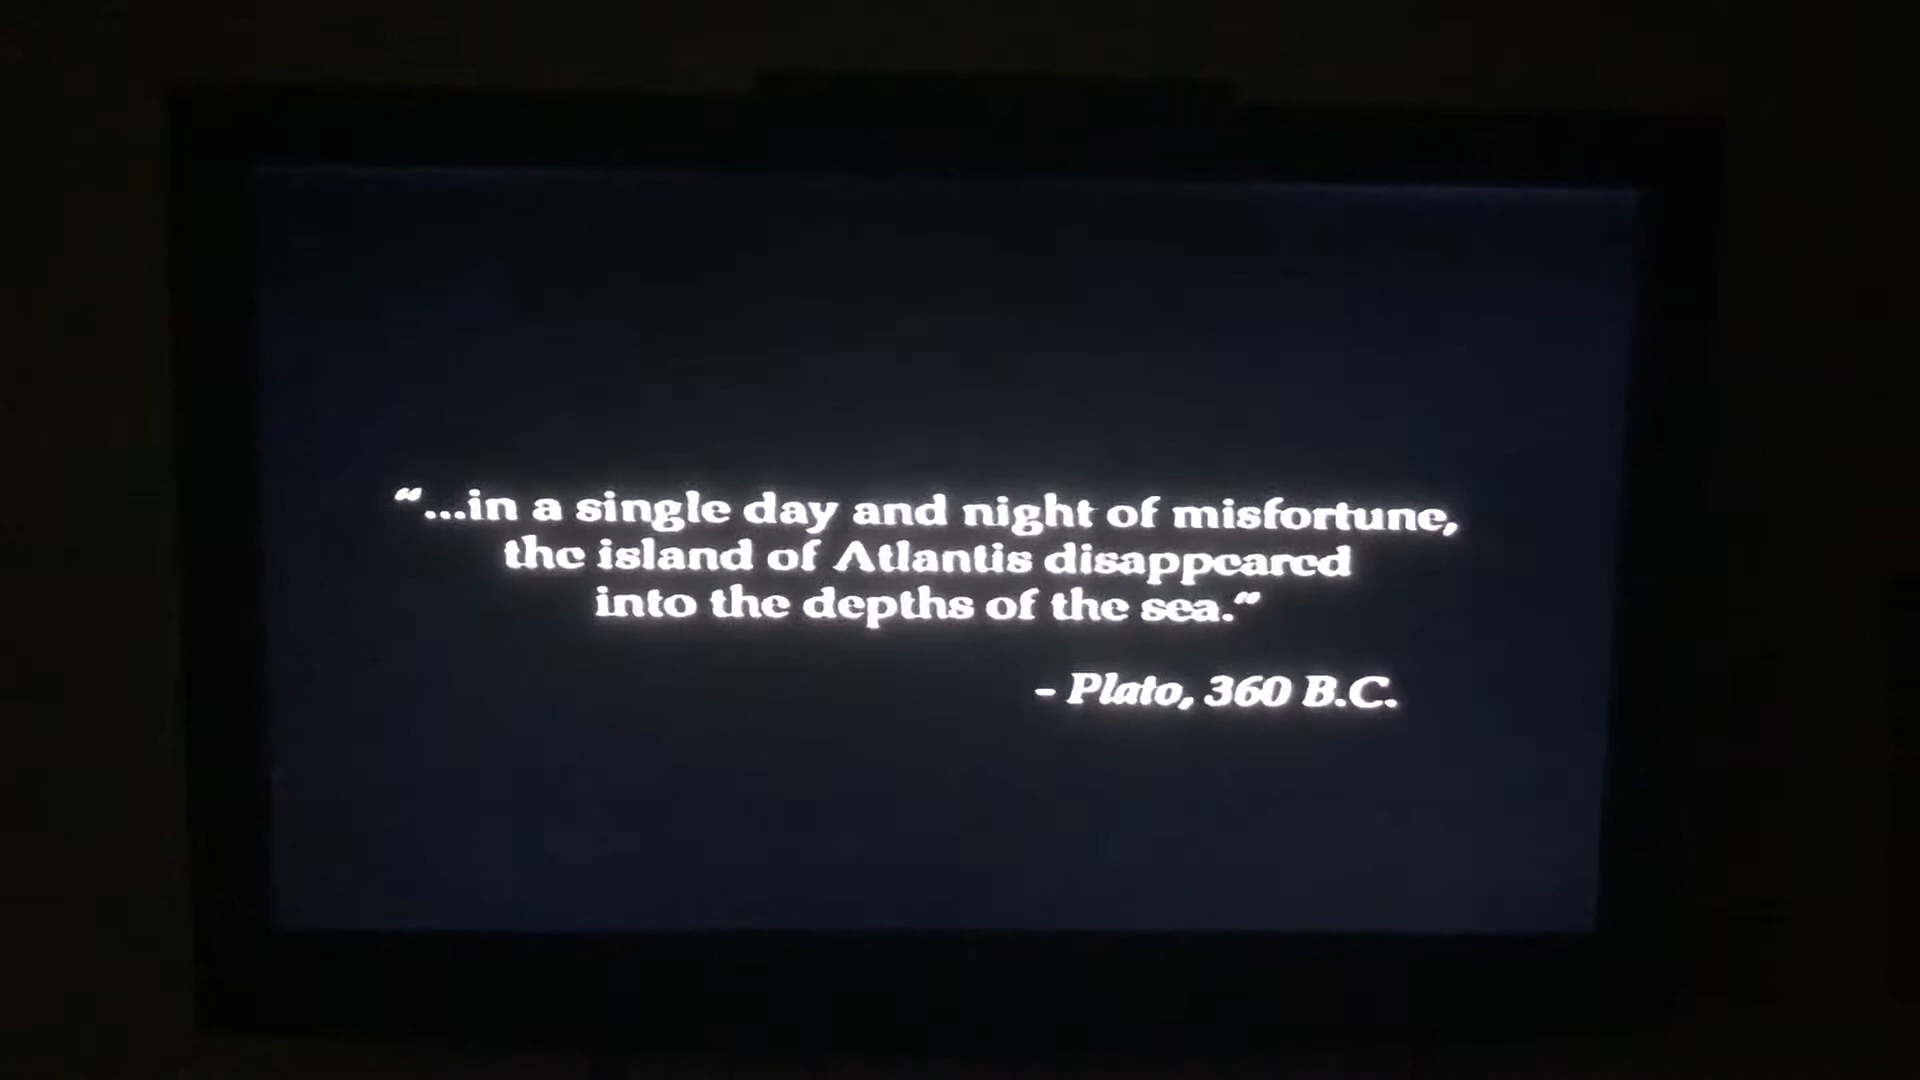 “...in a single day and night of misfortune,
the island of Atlantis disappeared
into the depths of the sea.”
- Plato, 360 B.C.